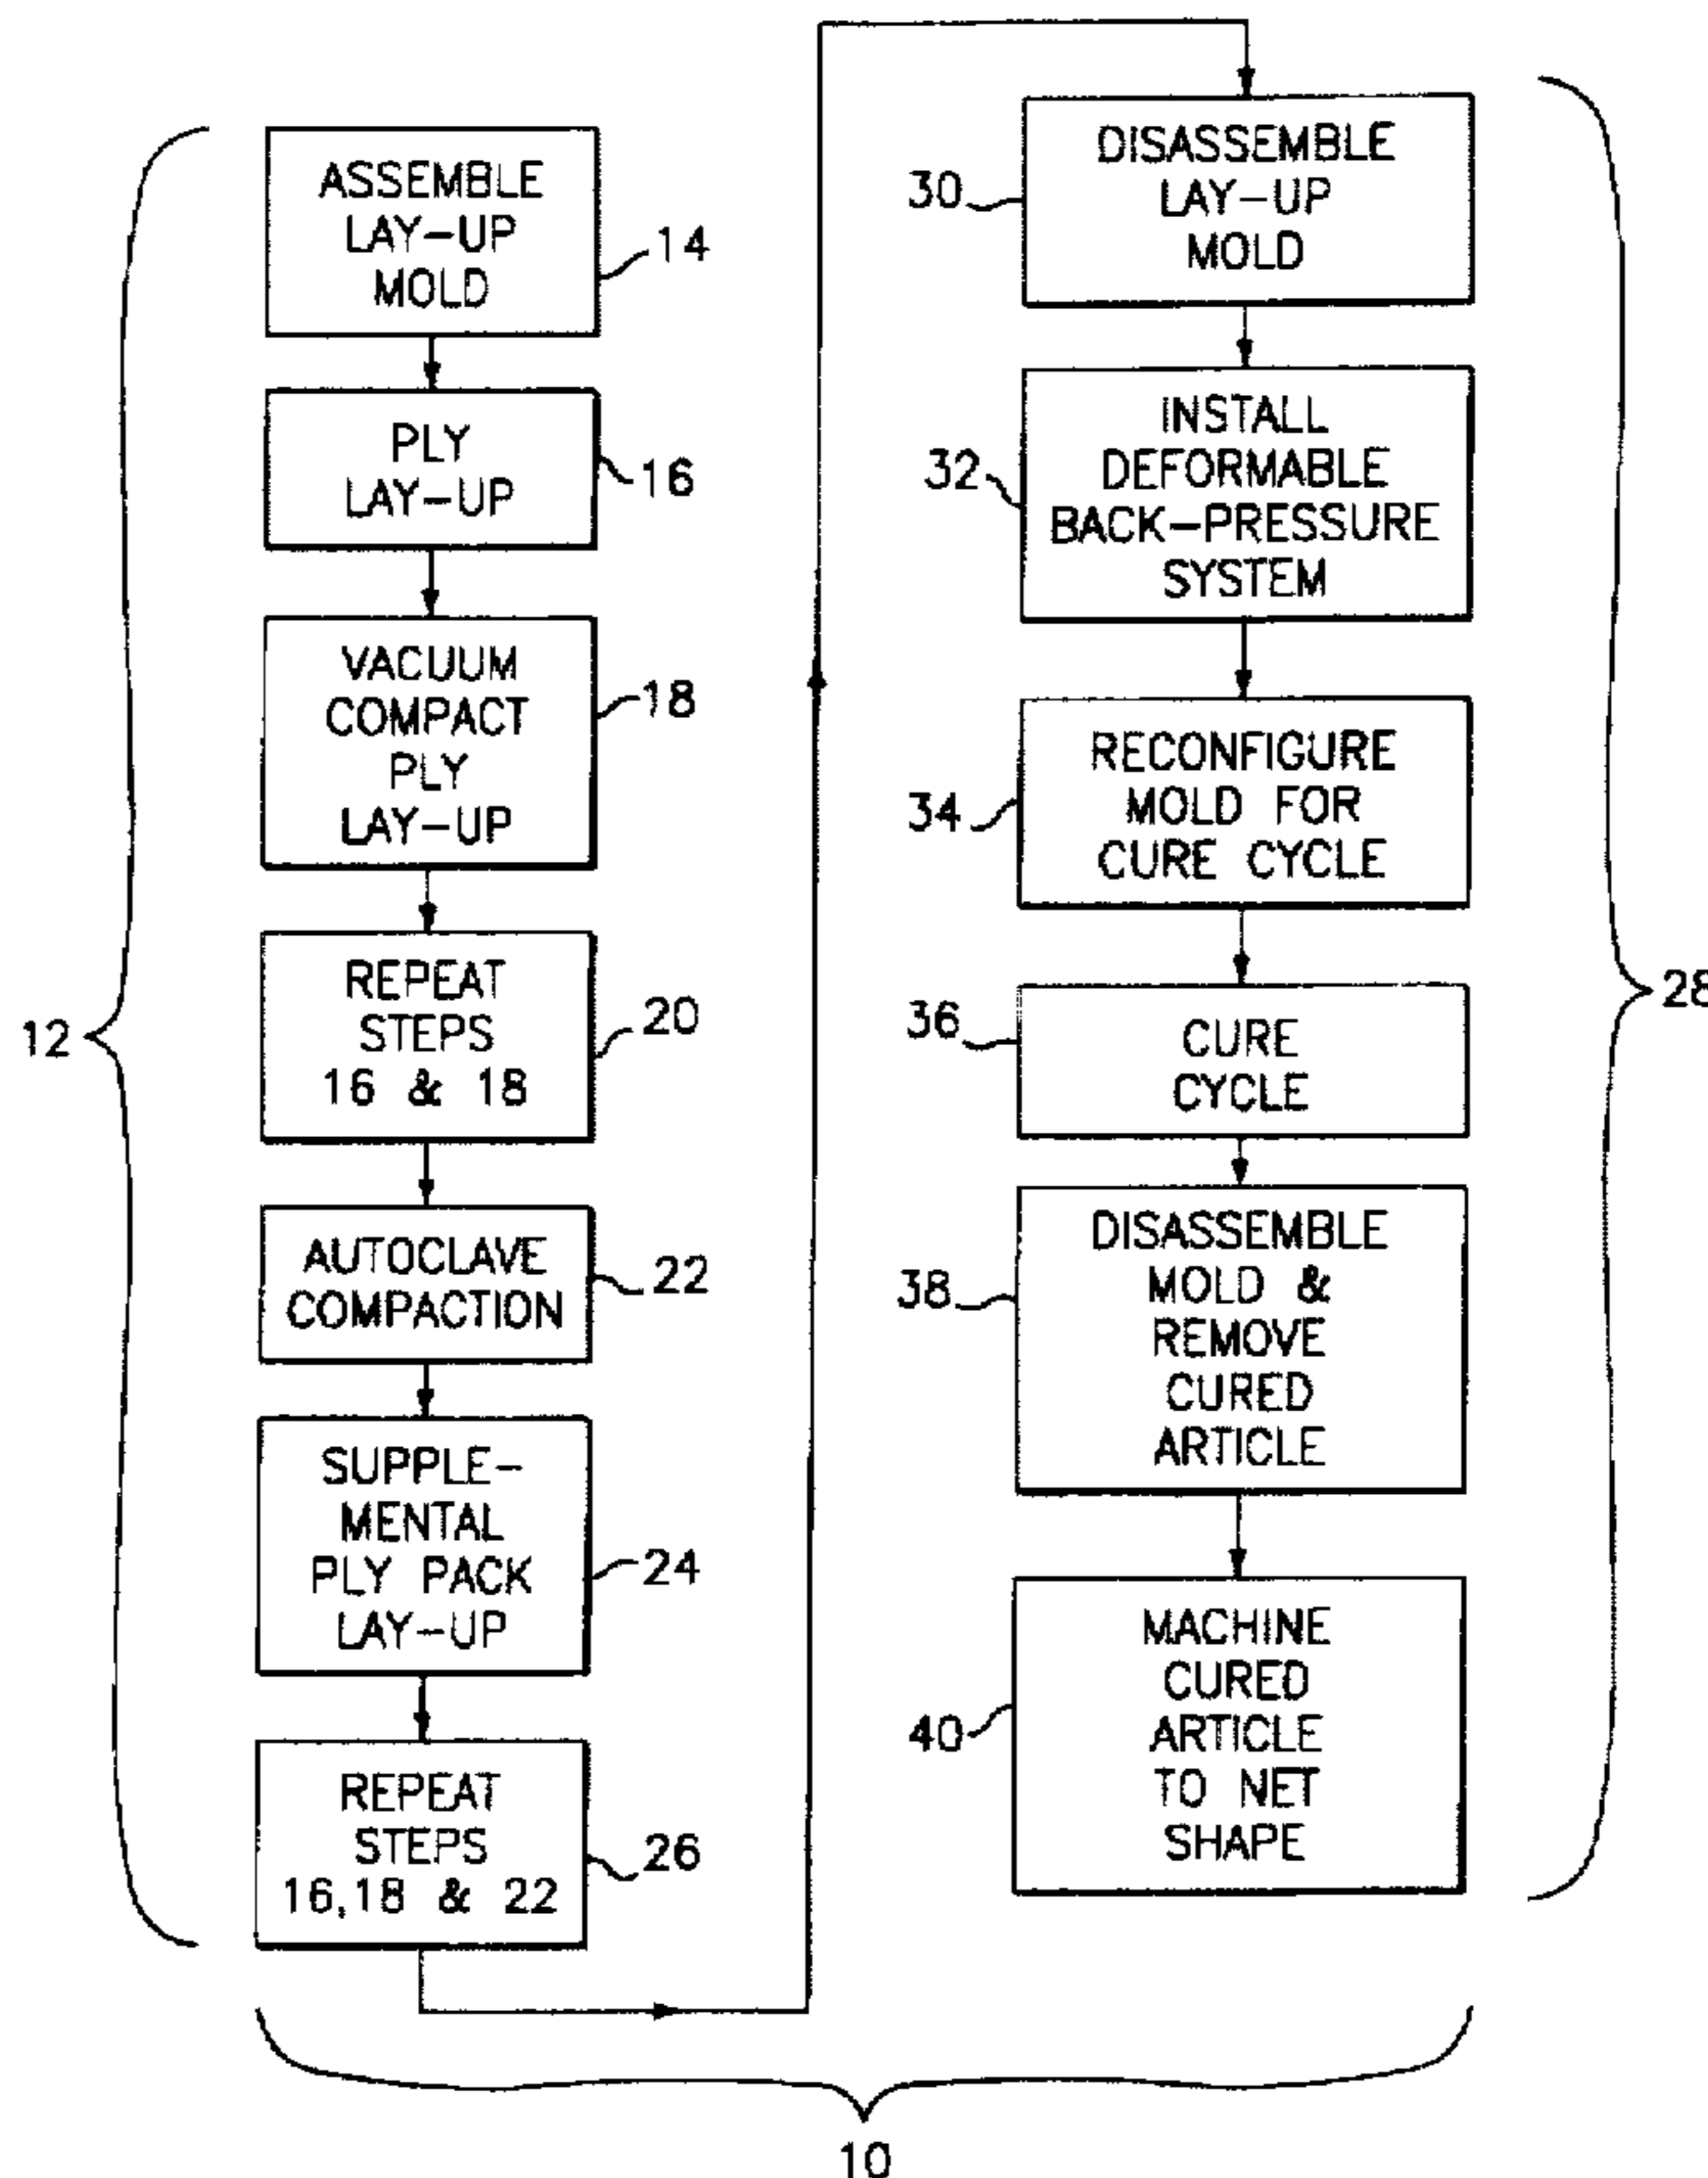 ASSEMBLE
LAY-UP
MOLD
14
PLY
LAY-UP
16
VACUUM
COMPACT
PLY
LAY-UP
18
REPEAT
STEPS
16 & 18
20
AUTOCLAVE
COMPACTION
22
SUPPLE-
MENTAL
PLY PACK
LAY-UP
24
REPEAT
STEPS
16,18 & 22
26
12
DISASSEMBLE
LAY-UP
MOLD
30
INSTALL
DEFORMABLE
BACK-PRESSURE
SYSTEM
32
RECONFIGURE
MOLD FOR
CURE CYCLE
34
CURE
CYCLE
36
DISASSEMBLE
MOLD &
REMOVE
CURED
ARTICLE
38
MACHINE
CURED
ARTICLE
TO NET
SHAPE
40
28
10